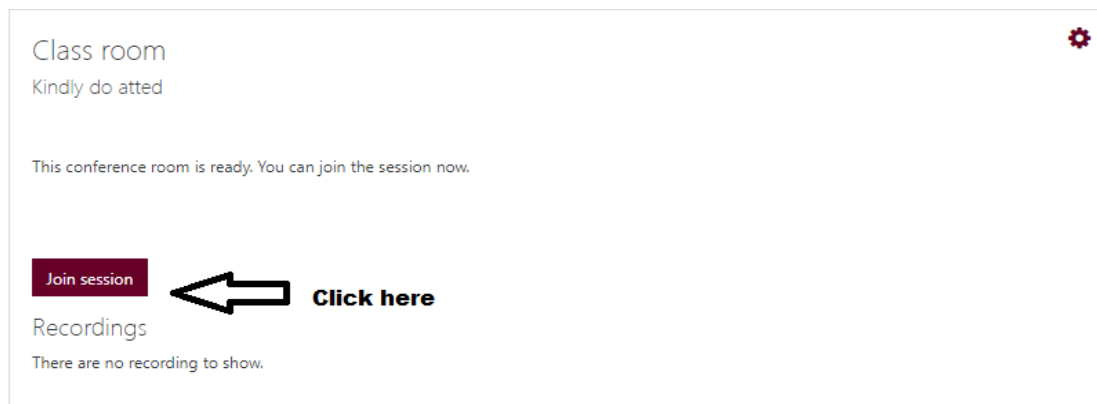 Class room
Kindly do atted
This conference room is ready. You can join the session now.
Join session
Click here
Recordings
There are no recording to show.